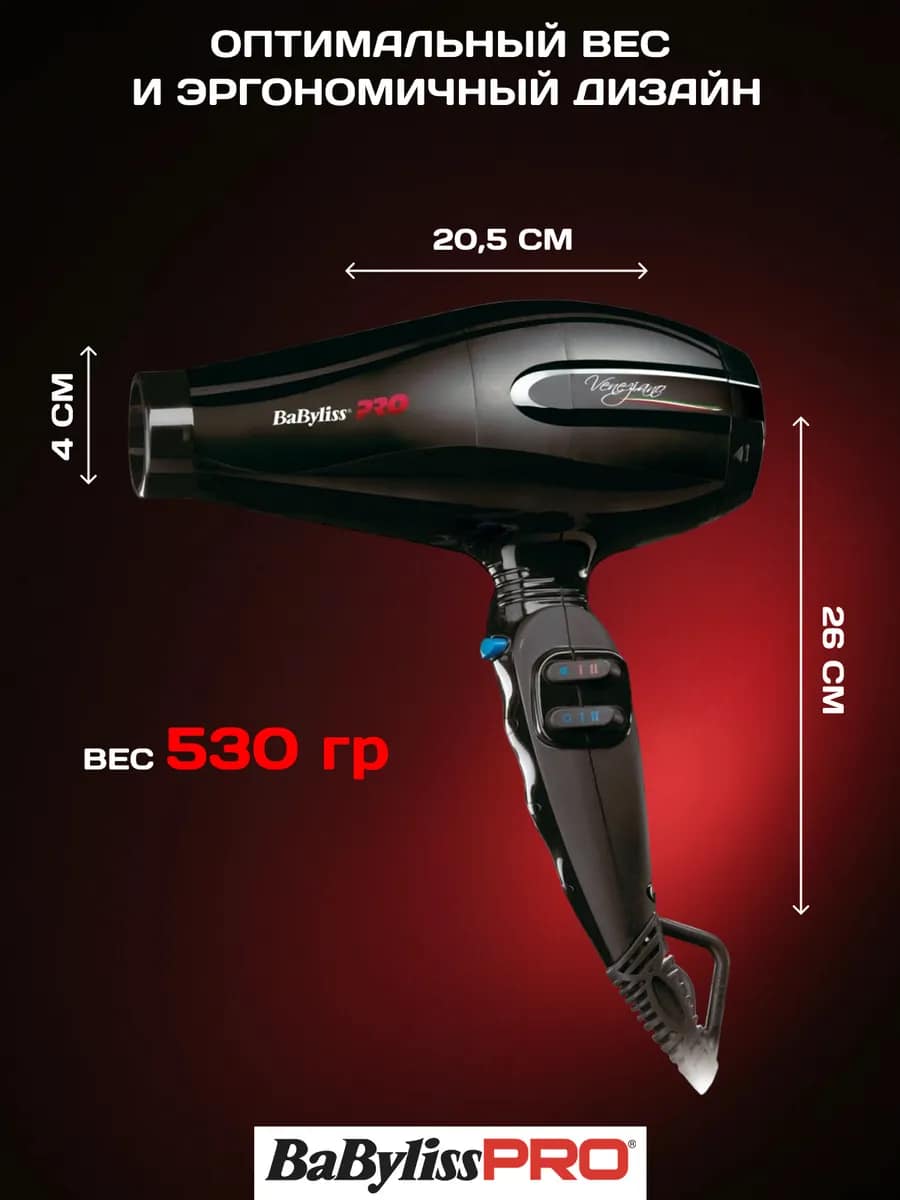 ОПТИМАЛЬНЫЙ ВЕС
И ЭРГОНОМИЧНЫЙ ДИЗАЙН
20,5 СМ
4 СМ
BaByliss® PRO
Veneziano
26 СМ
ВЕС 530 гр
BaBylissPRO®